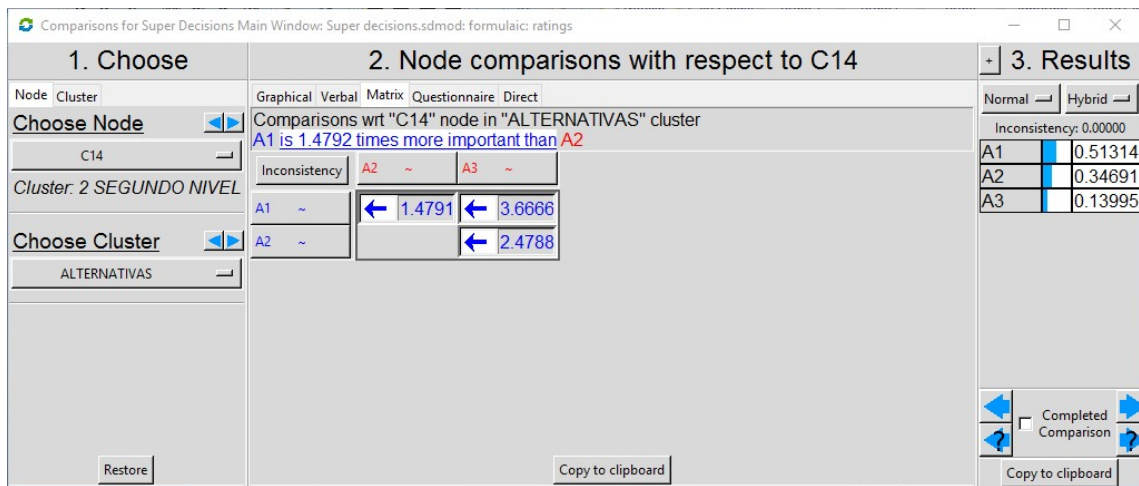 Comparisons for Super Decisions Main Window: Super decisions.sdmod: formulaic: ratings
1. Choose
Node Cluster
Choose Node
C14
Cluster: 2 SEGUNDO NIVEL
Choose Cluster
ALTERNATIVAS
Restore
2. Node comparisons with respect to C14
Graphical Verbal Matrix Questionnaire Direct
Comparisons wrt "C14" node in "ALTERNATIVAS" cluster
A1 is 1.4792 times more important than A2
Inconsistency A2 ~ A3 ~
A1 ~ 1.4791 3.6666
A2 ~ 2.4788
Copy to clipboard
+ 3. Results
Normal Hybrid
Inconsistency: 0.00000
A1 0.51314
A2 0.34691
A3 0.13995
Completed
Comparison
? ?
Copy to clipboard